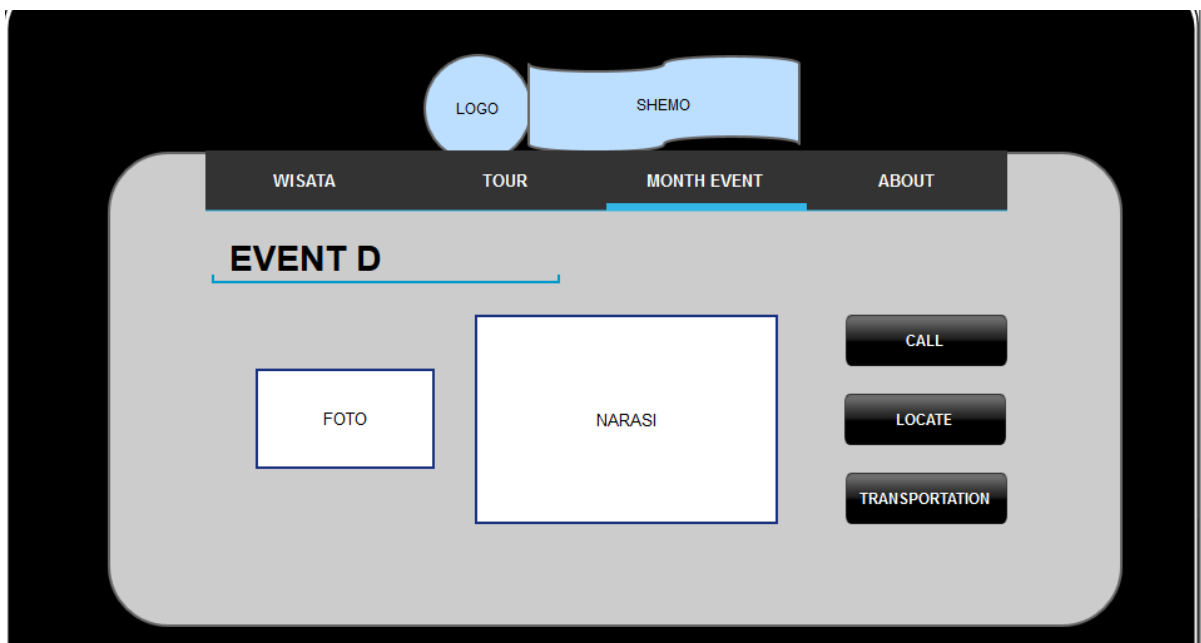 LOGO
SHEMO
WISATA TOUR MONTH EVENT ABOUT
EVENT D
FOTO
NARASI
CALL
LOCATE
TRANSPORTATION